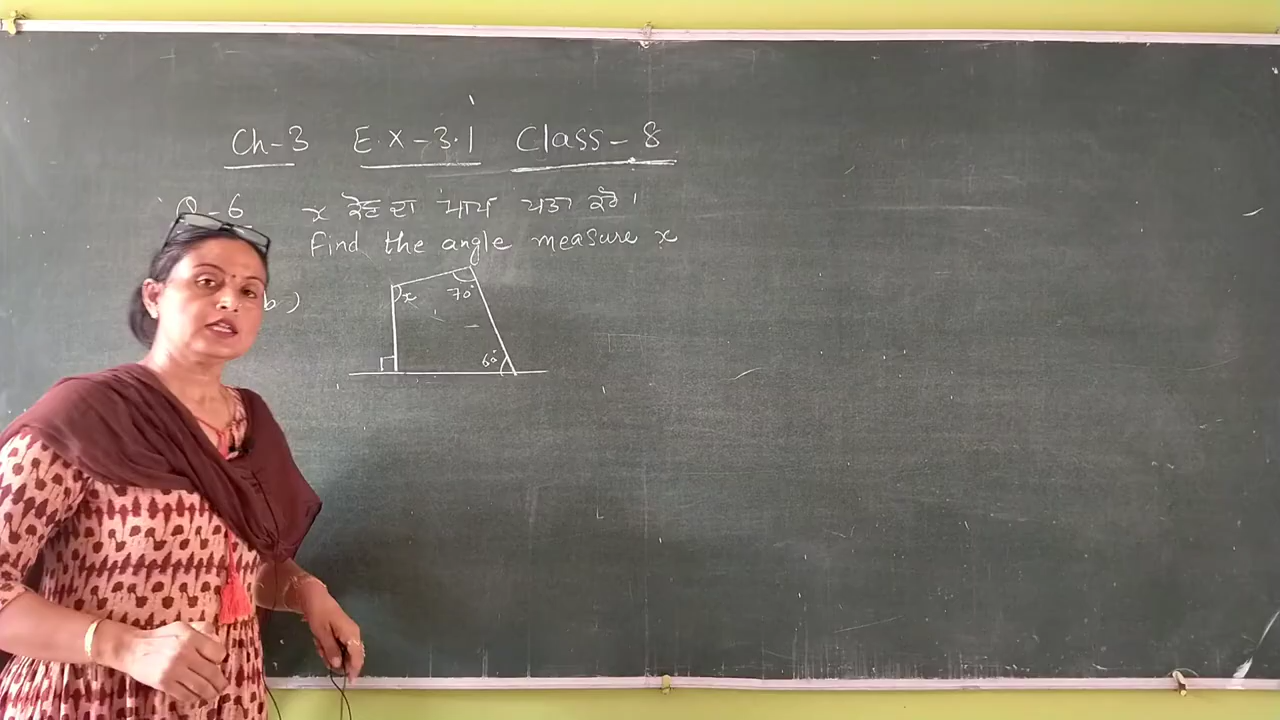 Ch-3 E.X-3.1 Class-8
Q-6 x ਕੋਣ ਦਾ ਮਾਪ ਪਤਾ ਕਰੋ।
Find the angle measure x
b)
x 70°
60°